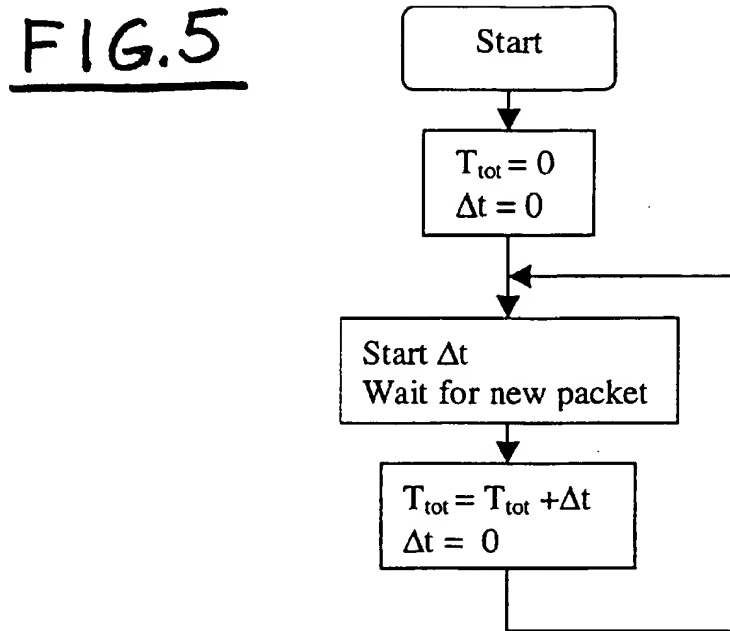 FIG.5
Start
T_tot = 0
Δt = 0
Start Δt
Wait for new packet
T_tot = T_tot +Δt
Δt = 0